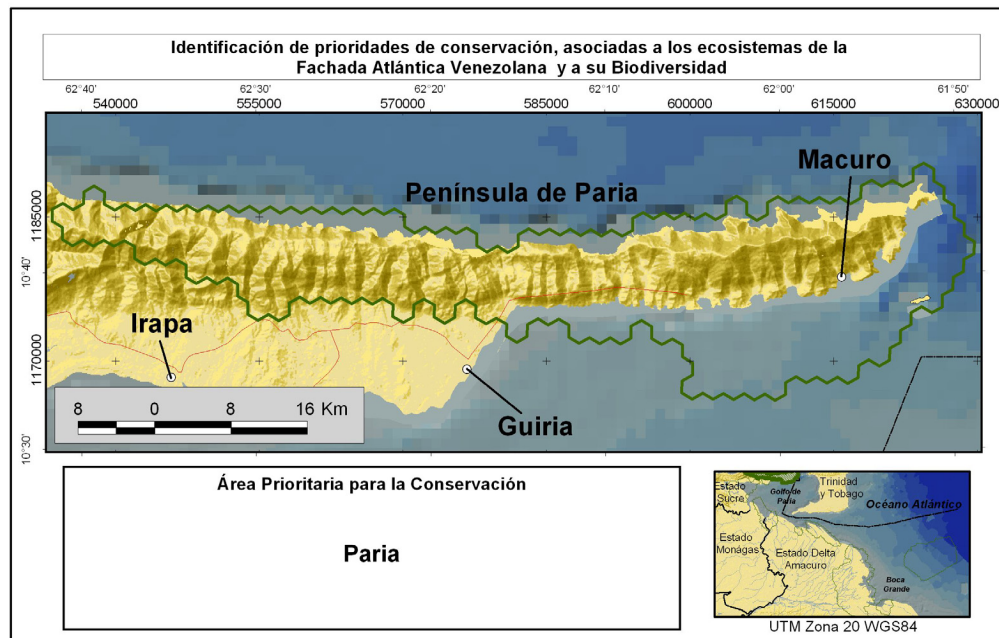 Identificación de prioridades de conservación, asociadas a los ecosistemas de la
Fachada Atlántica Venezolana y a su Biodiversidad
62°40' 62°30' 62°20' 62°10' 62°00' 61°50'
540000 555000 570000 585000 600000 615000 630000
Macuro
Península de Paria
1185000
10°40'
Irapa
1170000
8 0 8 16 Km
Guiria
10°30'
Área Prioritaria para la Conservación
Paria
Estado
Sucre
Golfo de
Paria
Trinidad
y Tobago
Océano Atlántico
Estado
Monágas
Estado Delta
Amacuro
Boca
Grande
UTM Zona 20 WGS84